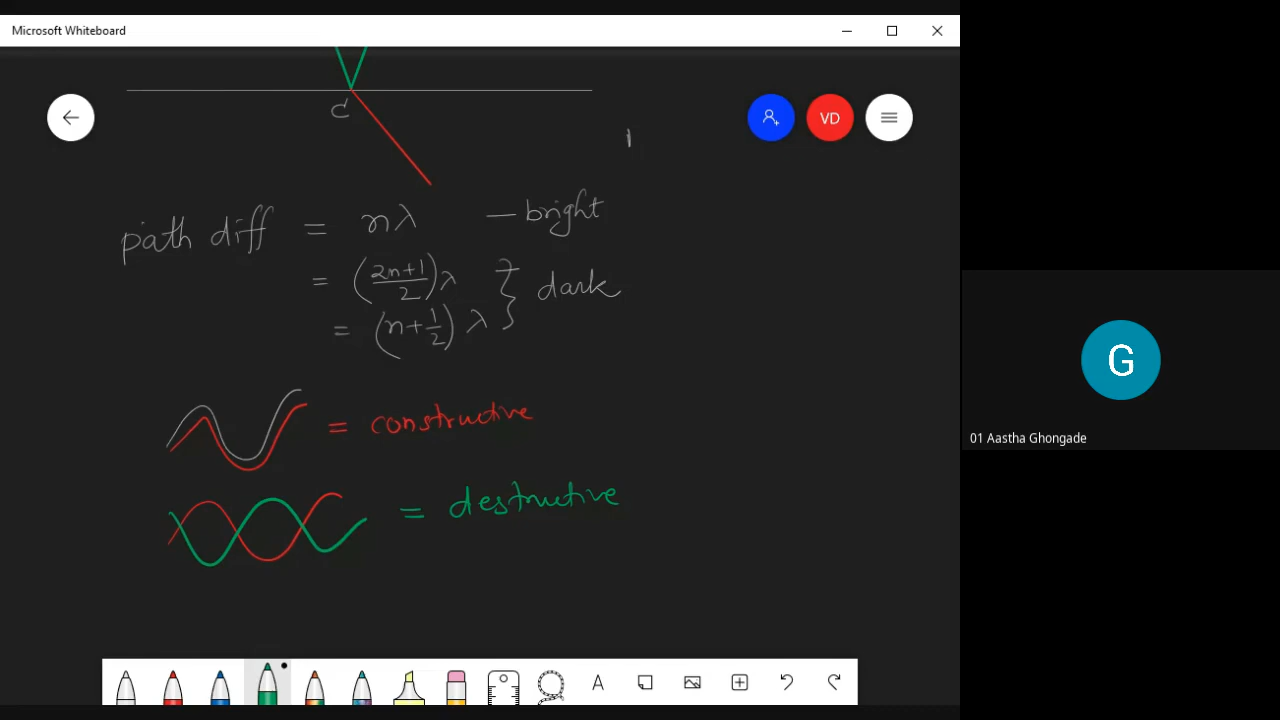 Microsoft Whiteboard
C
VD
path diff = nλ — bright
= (2n+1/2)λ
= (n+1/2)λ } dark
= constructive
= destructive
G
01 Aastha Ghongade
A